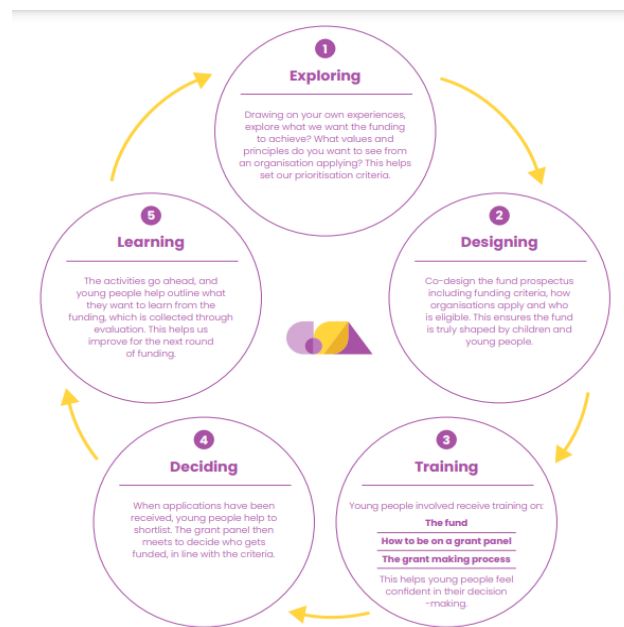 1
Exploring
Drawing on your own experiences,
explore what we want the funding
to achieve? What values and
principles do you want to see from
an organisation applying? This helps
set our prioritisation criteria.
2
Designing
Co-design the fund prospectus
including funding criteria, how
organisations apply and who
is eligible. This ensures the fund
is truly shaped by children and
young people.
3
Training
Young people involved receive training on:
The fund
How to be on a grant panel
The grant making process
This helps young people feel
confident in their decision
-making.
4
Deciding
When applications have been
received, young people help to
shortlist. The grant panel then
meets to decide who gets
funded, in line with the criteria.
5
Learning
The activities go ahead, and
young people help outline what
they want to learn from the
funding, which is collected through
evaluation. This helps us
improve for the next round
of funding.